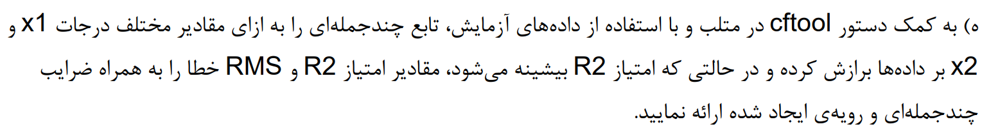 ه) به کمک دستور cftool در متلب و با استفاده از داده‌های آزمایش، تابع چندجمله‌ای را به ازای مقادیر مختلف درجات x1 و
x2 بر داده‌ها برازش کرده و در حالتی که امتیاز R2 بیشینه می‌شود، مقادیر امتیاز R2 و RMS خطا را به همراه ضرایب
چندجمله‌ای و رویه‌ی ایجاد شده ارائه نمایید.